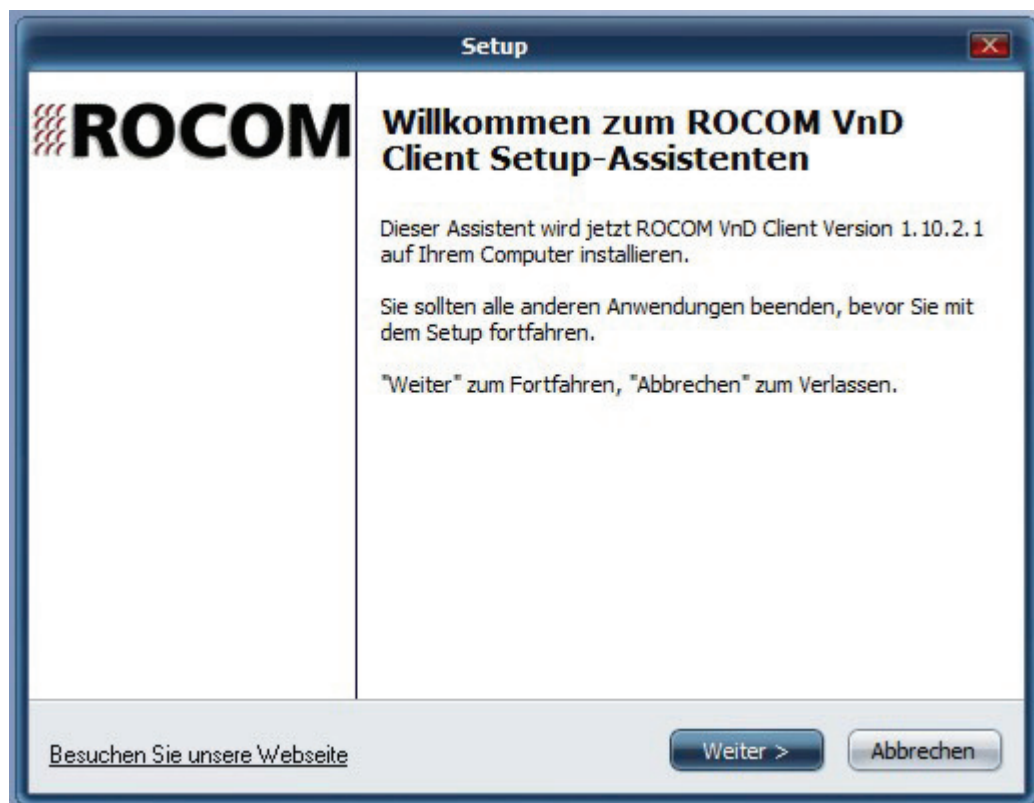 Setup
ROCOM
Willkommen zum ROCOM VnD
Client Setup-Assistenten
Dieser Assistent wird jetzt ROCOM VnD Client Version 1.10.2.1
auf Ihrem Computer installieren.
Sie sollten alle anderen Anwendungen beenden, bevor Sie mit
dem Setup fortfahren.
"Weiter" zum Fortfahren, "Abbrechen" zum Verlassen.
Besuchen Sie unsere Webseite
Weiter >
Abbrechen